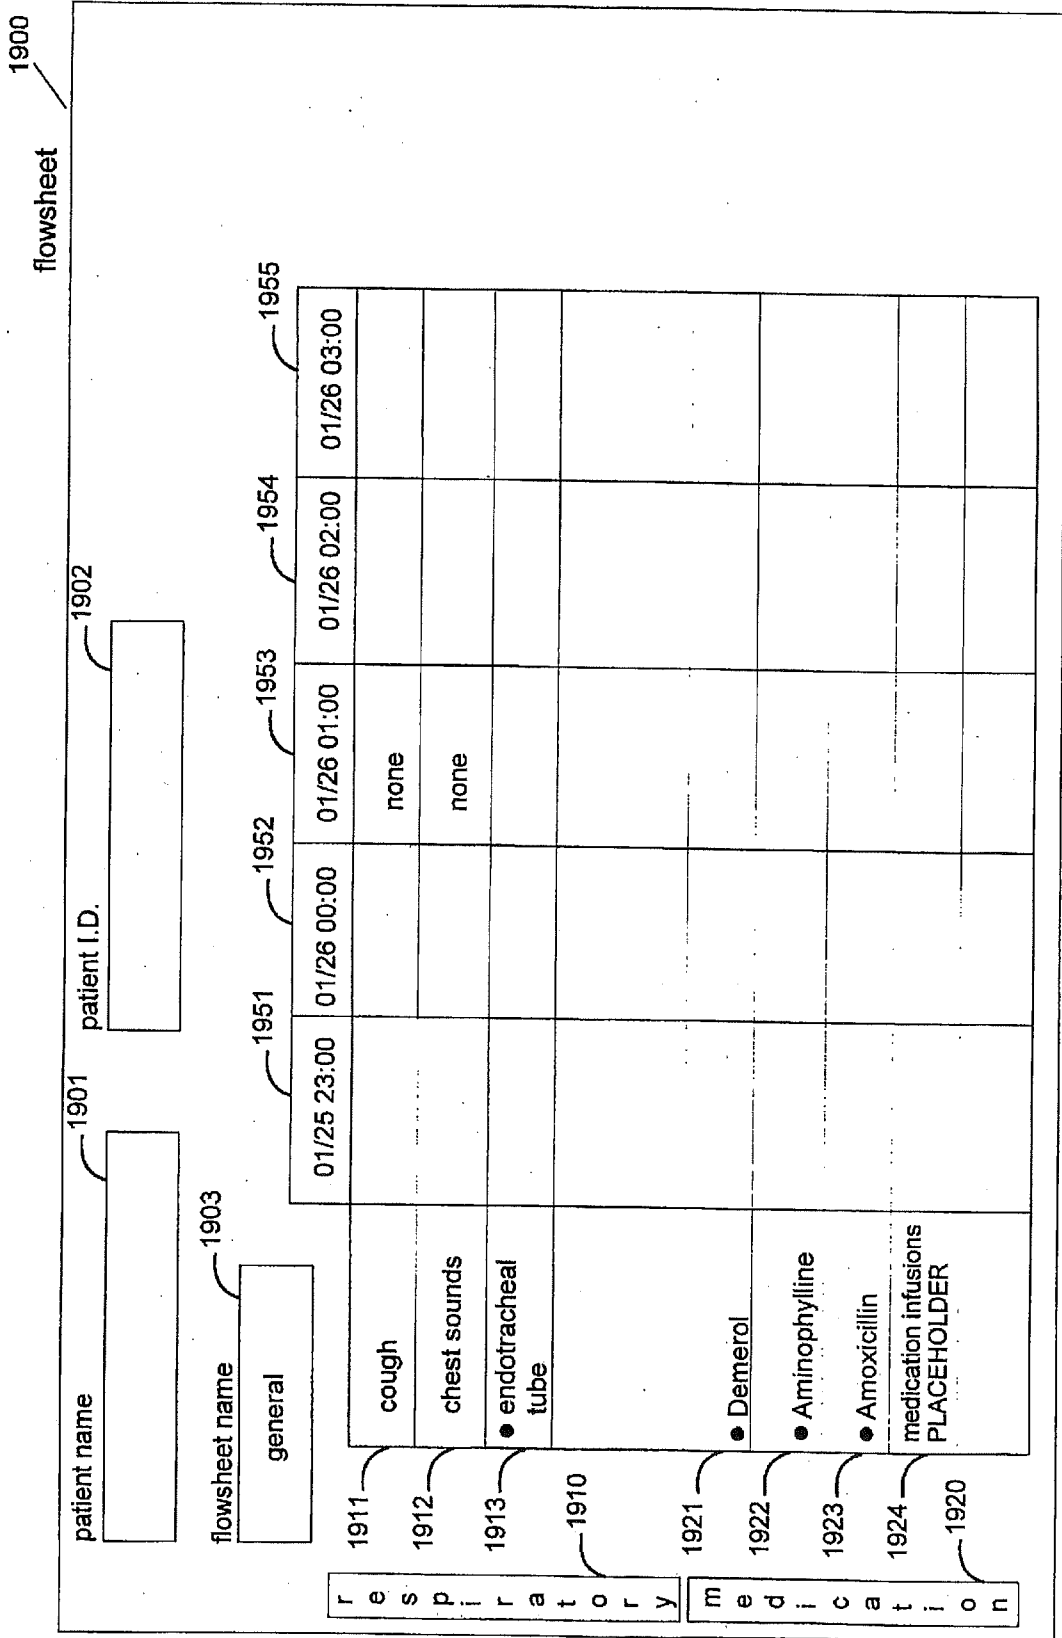 flowsheet
1900
patient name
1901
patient I.D.
1902
flowsheet name
1903
general
1951
1952
1953
1954
1955
01/25 23:00
01/26 00:00
01/26 01:00
01/26 02:00
01/26 03:00
respiratory
1910
1911
cough
none
1912
chest sounds
none
1913
● endotracheal
tube
medication
1920
1921
● Demerol
1922
● Aminophylline
1923
● Amoxicillin
1924
medication infusions
PLACEHOLDER